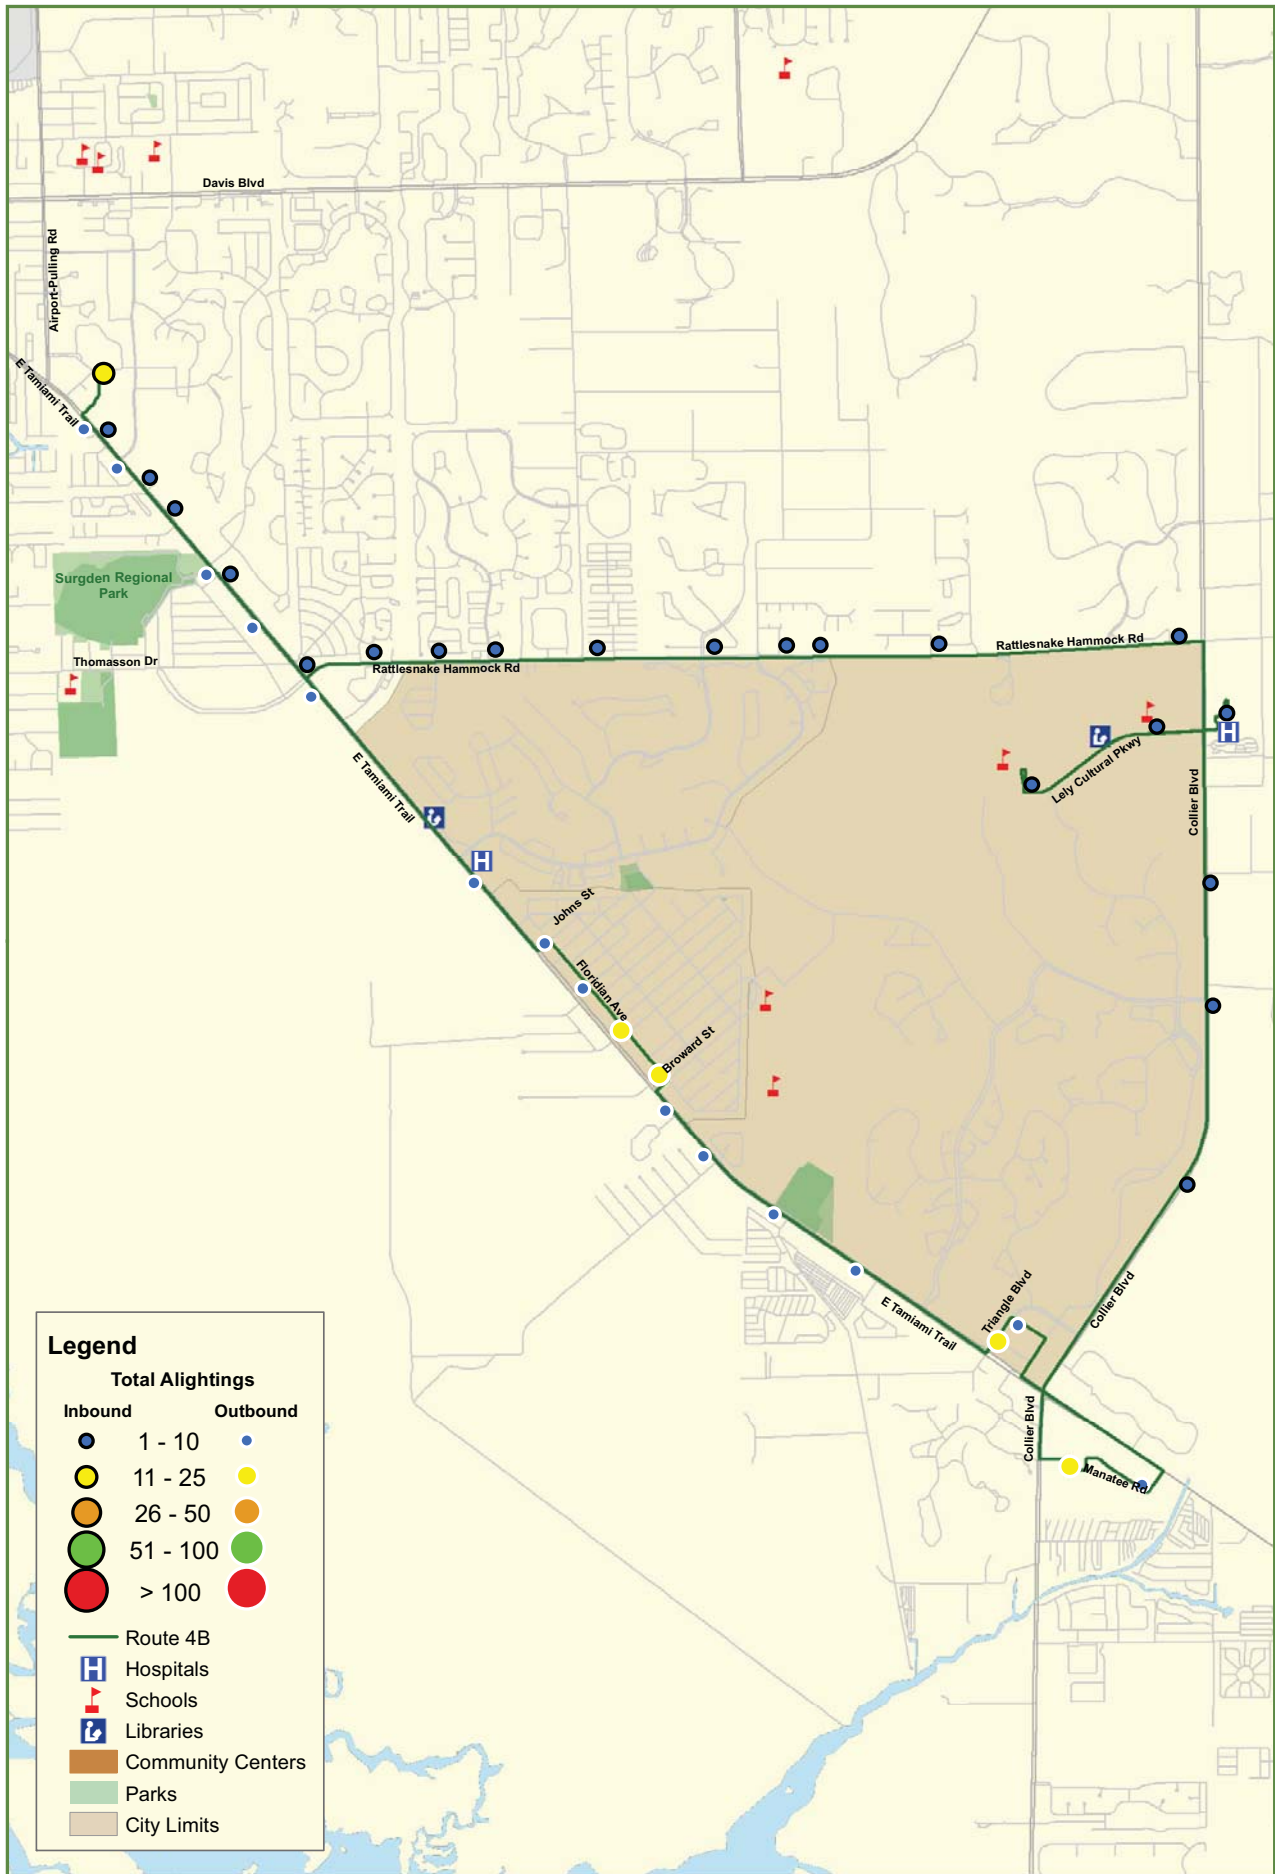 Davis Blvd
Airport-Pulling Rd
E Tamiami Trail
Surgden Regional
Park
Thomasson Dr
Rattlesnake Hammock Rd
Rattlesnake Hammock Rd
Lely Cultural Pkwy
Collier Blvd
E Tamiami Trail
Johns St
Floridian Ave
Broward St
Triangle Blvd
E Tamiami Trail
Collier Blvd
Collier Blvd
Manatee Rd
H
H
Legend
Total Alightings
Inbound Outbound
1 - 10
11 - 25
26 - 50
51 - 100
> 100
Route 4B
H Hospitals
Schools
Libraries
Community Centers
Parks
City Limits